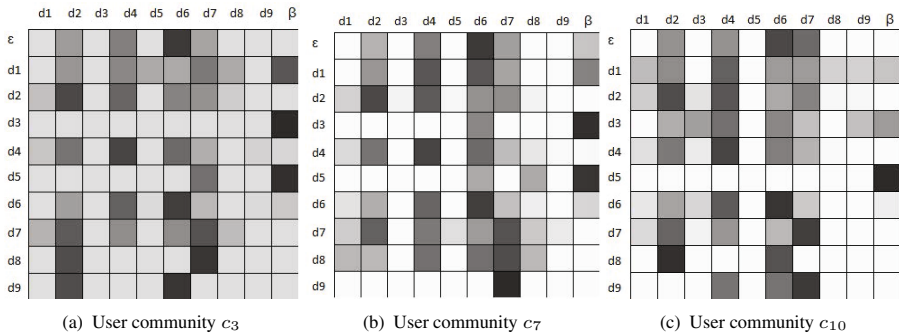 d1 d2 d3 d4 d5 d6 d7 d8 d9 β
ε
d1
d2
d3
d4
d5
d6
d7
d8
d9
(a) User community c3
d1 d2 d3 d4 d5 d6 d7 d8 d9 β
ε
d1
d2
d3
d4
d5
d6
d7
d8
d9
(b) User community c7
d1 d2 d3 d4 d5 d6 d7 d8 d9 β
ε
d1
d2
d3
d4
d5
d6
d7
d8
d9
(c) User community c10